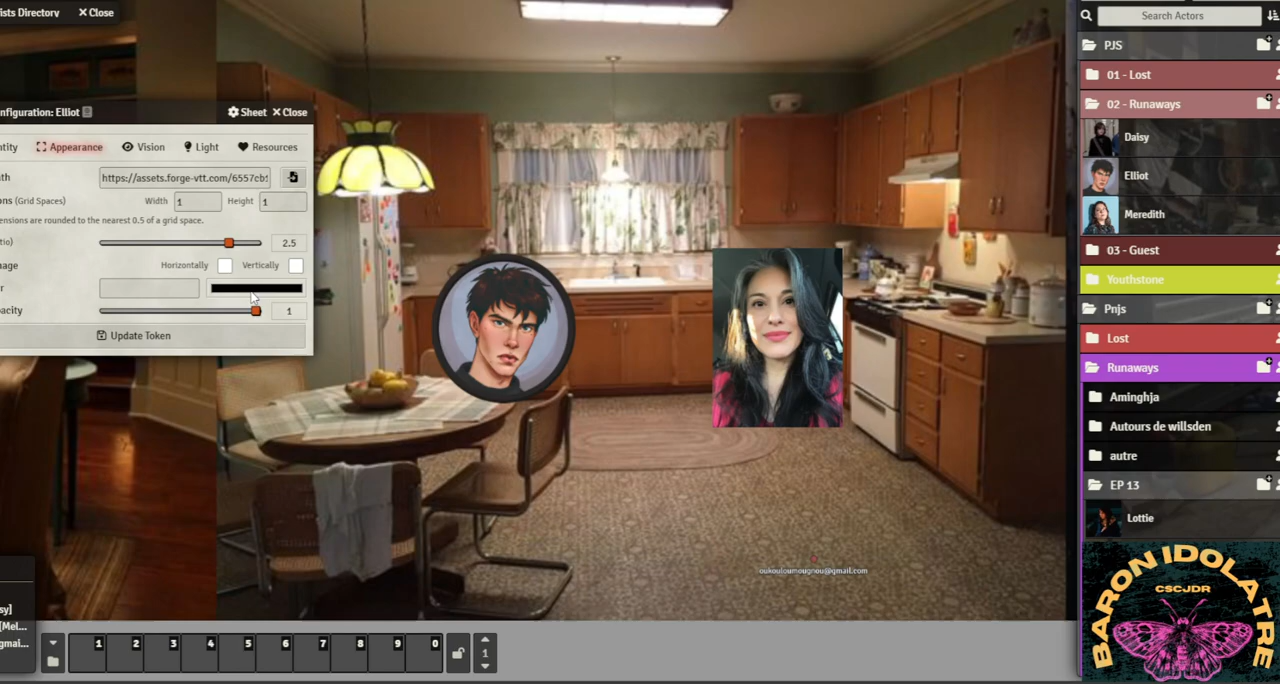 ists Directory
Close
nfiguration: Elliot
Sheet
Close
ntity
Appearance
Vision
Light
Resources
ath
https://assets.forge-vtt.com/6557cb
ons (Grid Spaces)
Width
1
Height
1
ensions are rounded to the nearest 0.5 of a grid space.
tio)
2.5
nage
Horizontally
Vertically
r
pacity
1
Update Token
oukouloumougnou@gmail.com
sy]
[Mel...
gmai...
1
2
3
4
5
6
7
8
9
0
1
Search Actors
PJS
01 - Lost
02 - Runaways
Daisy
Elliot
Meredith
03 - Guest
Youthstone
Pnjs
Lost
Runaways
Aminghja
Autours de willsden
autre
EP 13
Lottie
BARON IDOLATRE
CSCJDR